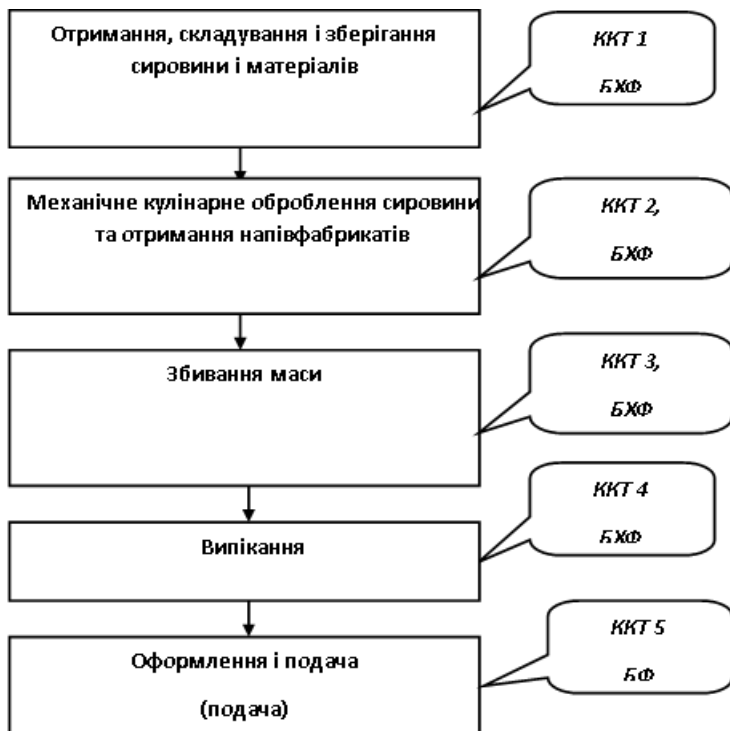 Отримання, складування і зберігання
сировини і матеріалів
ККТ 1
БХФ
Механічне кулінарне оброблення сировини
та отримання напівфабрикатів
ККТ 2,
БХФ
Збивання маси
ККТ 3,
БХФ
Випікання
ККТ 4
БХФ
Оформлення і подача
(подача)
ККТ 5
БФ